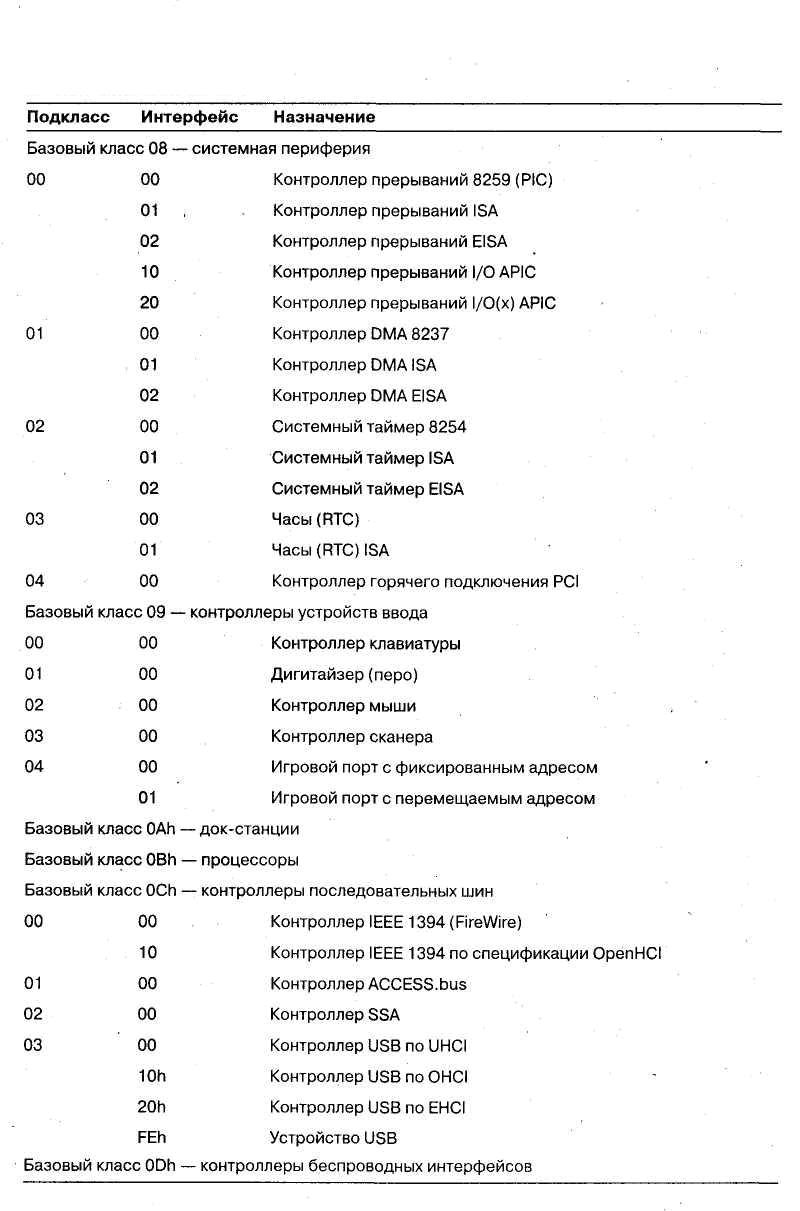 Подкласс Интерфейс Назначение
Базовый класс 08 — системная периферия
00 00 Контроллер прерываний 8259 (PIC)
01 Контроллер прерываний ISA
02 Контроллер прерываний EISA
10 Контроллер прерываний I/O APIC
20 Контроллер прерываний I/O(x) APIC
01 00 Контроллер DMA 8237
01 Контроллер DMA ISA
02 Контроллер DMA EISA
02 00 Системный таймер 8254
01 Системный таймер ISA
02 Системный таймер EISA
03 00 Часы (RTC)
01 Часы (RTC) ISA
04 00 Контроллер горячего подключения PCI
Базовый класс 09 — контроллеры устройств ввода
00 00 Контроллер клавиатуры
01 00 Дигитайзер (перо)
02 00 Контроллер мыши
03 00 Контроллер сканера
04 00 Игровой порт с фиксированным адресом
01 Игровой порт с перемещаемым адресом
Базовый класс 0Ah — док-станции
Базовый класс 0Bh — процессоры
Базовый класс 0Ch — контроллеры последовательных шин
00 00 Контроллер IEEE 1394 (FireWire)
10 Контроллер IEEE 1394 по спецификации OpenHCI
01 00 Контроллер ACCESS.bus
02 00 Контроллер SSA
03 00 Контроллер USB по UHCI
10h Контроллер USB по OHCI
20h Контроллер USB по EHCI
FEh Устройство USB
Базовый класс 0Dh — контроллеры беспроводных интерфейсов